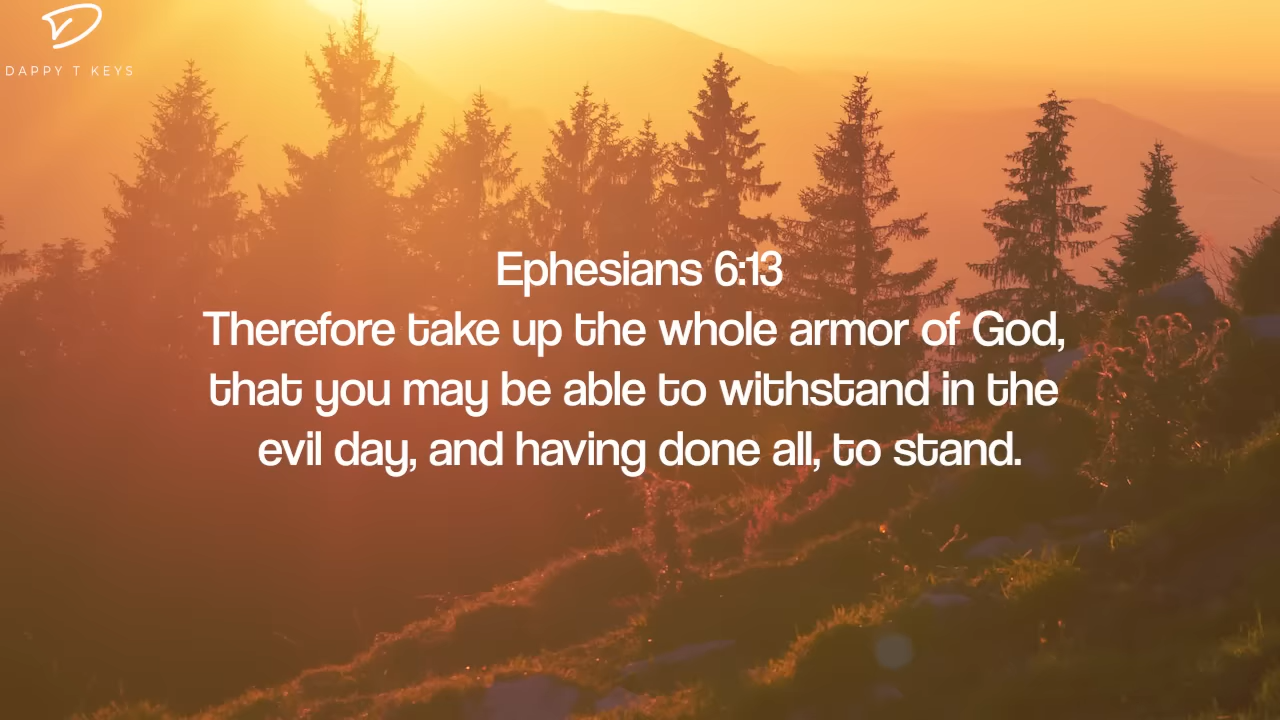 DAPPY T KEYS
Ephesians 6:13
Therefore take up the whole armor of God,
that you may be able to withstand in the
evil day, and having done all, to stand.